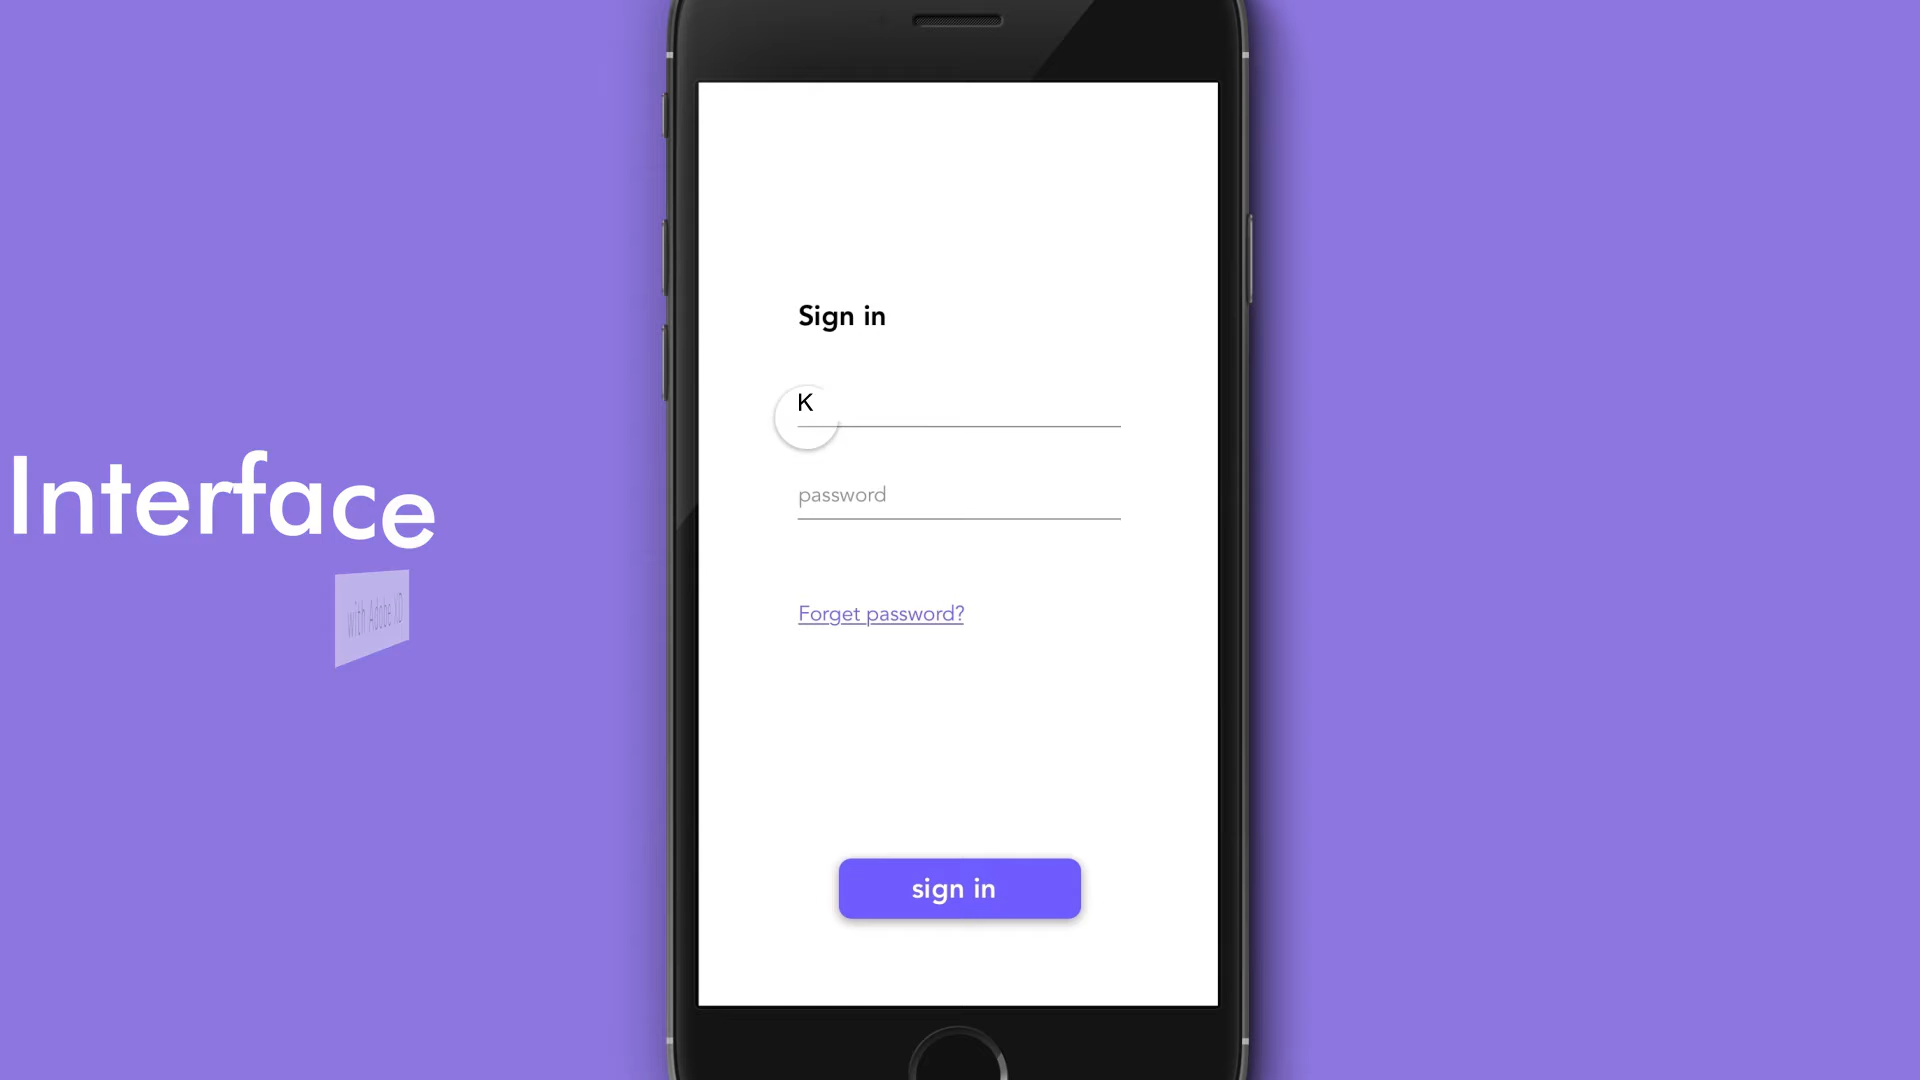 Interface
with Adobe XD
Sign in
K
password
Forget password?
sign in